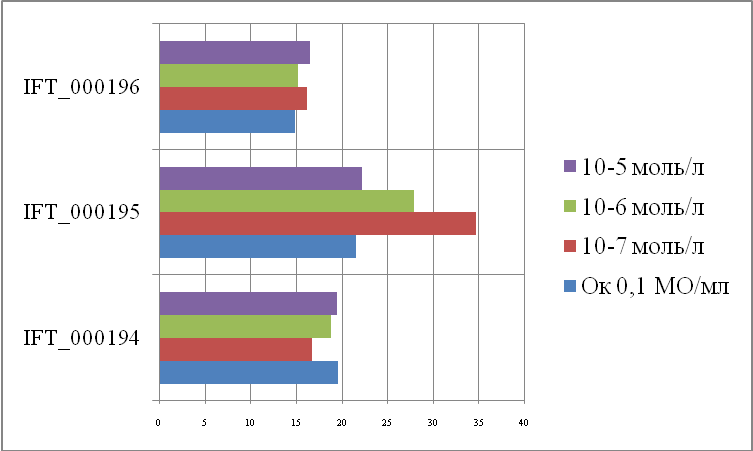 IFT_000196
IFT_000195
IFT_000194
10-5 моль/л
10-6 моль/л
10-7 моль/л
Ок 0,1 МО/мл
0 5 10 15 20 25 30 35 40